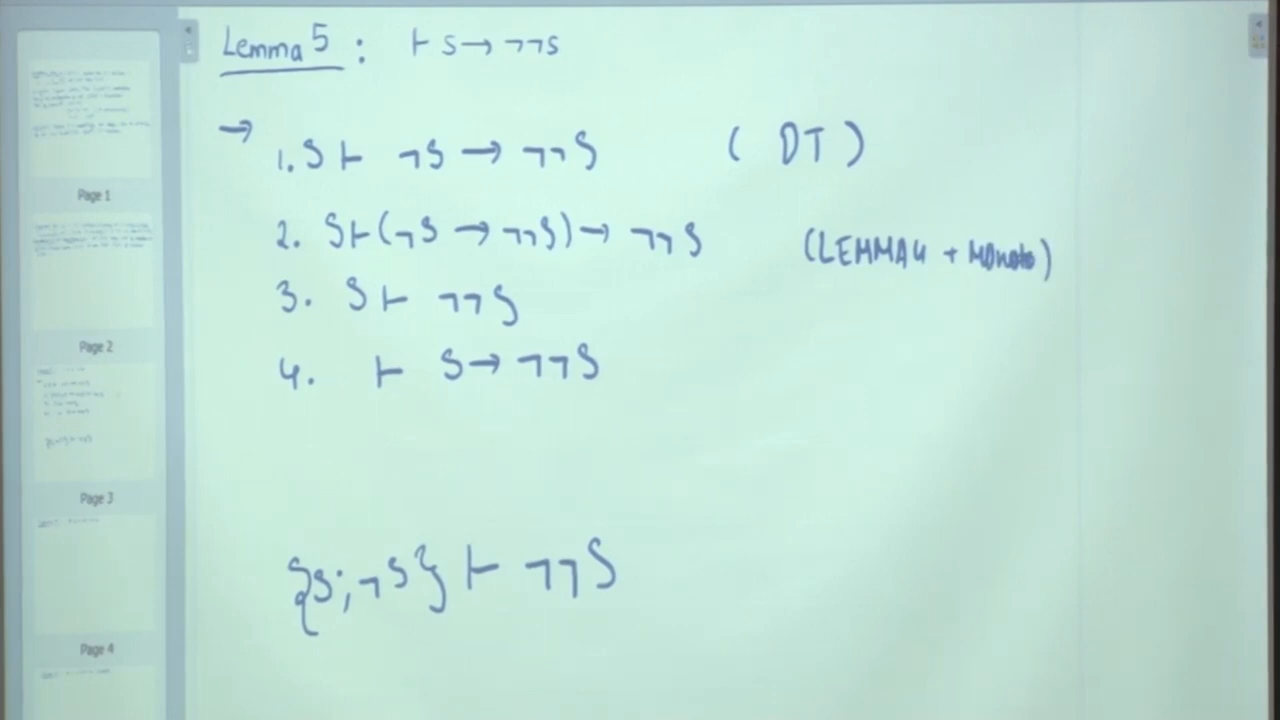 Lemma 5 : ⊢ S → ¬¬S
→ 1. S ⊢ ¬S → ¬¬S ( DT )
2. S ⊢ (¬S → ¬¬S) → ¬¬S (LEMMA4 + MOnoto)
3. S ⊢ ¬¬S
4. ⊢ S → ¬¬S
{S; ¬S} ⊢ ¬¬S
Page 1
Page 2
Page 3
Page 4